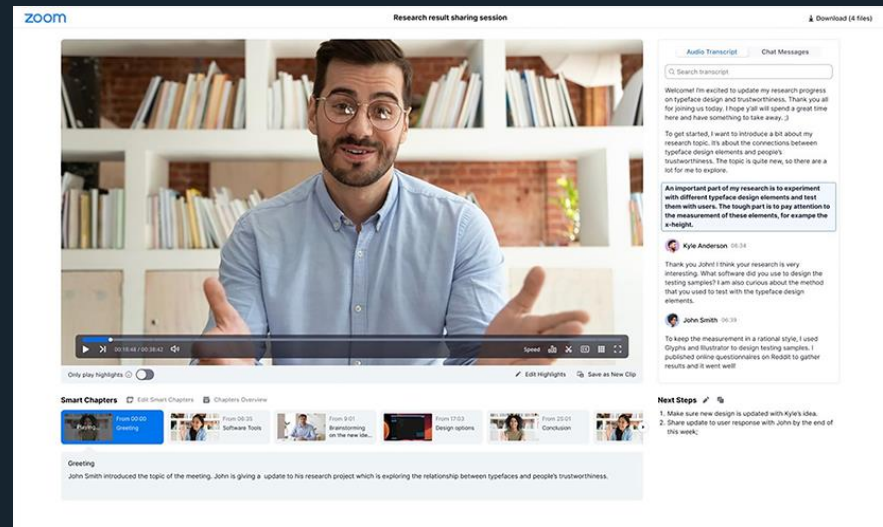 zoom
Research result sharing session
Download (4 files)
Audio Transcript
Chat Messages
Search transcript
Welcome! I'm excited to update my research progress
on typeface design and trustworthiness. Thank you all
for joining us today. I hope y'all will spend a great time
here and have something to take away. ;)
To get started, I want to introduce a bit about my
research topic. It's about the connections between
typeface design elements and people's
trustworthiness. The topic is quite new, so there are a
lot for me to explore.
An important part of my research is to experiment
with different typeface design elements and test
them with users. The tough part is to pay attention to
the measurement of these elements, for exampe the
x-height.
Kyle Anderson 06:34
Thank you John! I think your research is very
interesting. What software did you use to design the
testing samples? I am also curious about the method
that you used to test with the typeface design
elements.
John Smith 06:39
To keep the measurement in a rational style, I used
Glyphs and Illustrator to design testing samples. I
published online questionnaires on Reddit to gather
results and it went well!
00:10:48 / 00:38:42
Speed
Only play highlights
Edit Highlights
Save as New Clip
Smart Chapters
Edit Smart Chapters
Chapters Overview
Playing...
From 00:00
Greeting
From 06:35
Software Tools
From 9:01
Brainstorming
on the new ide...
From 17:03
Design options
From 25:01
Conclusion
Greeting
John Smith introduced the topic of the meeting. John is giving a update to his research project which is exploring the relationship between typefaces and people's trustworthiness.
Next Steps
1. Make sure new design is updated with Kyle's idea.
2. Share update to user response with John by the end of
this week;